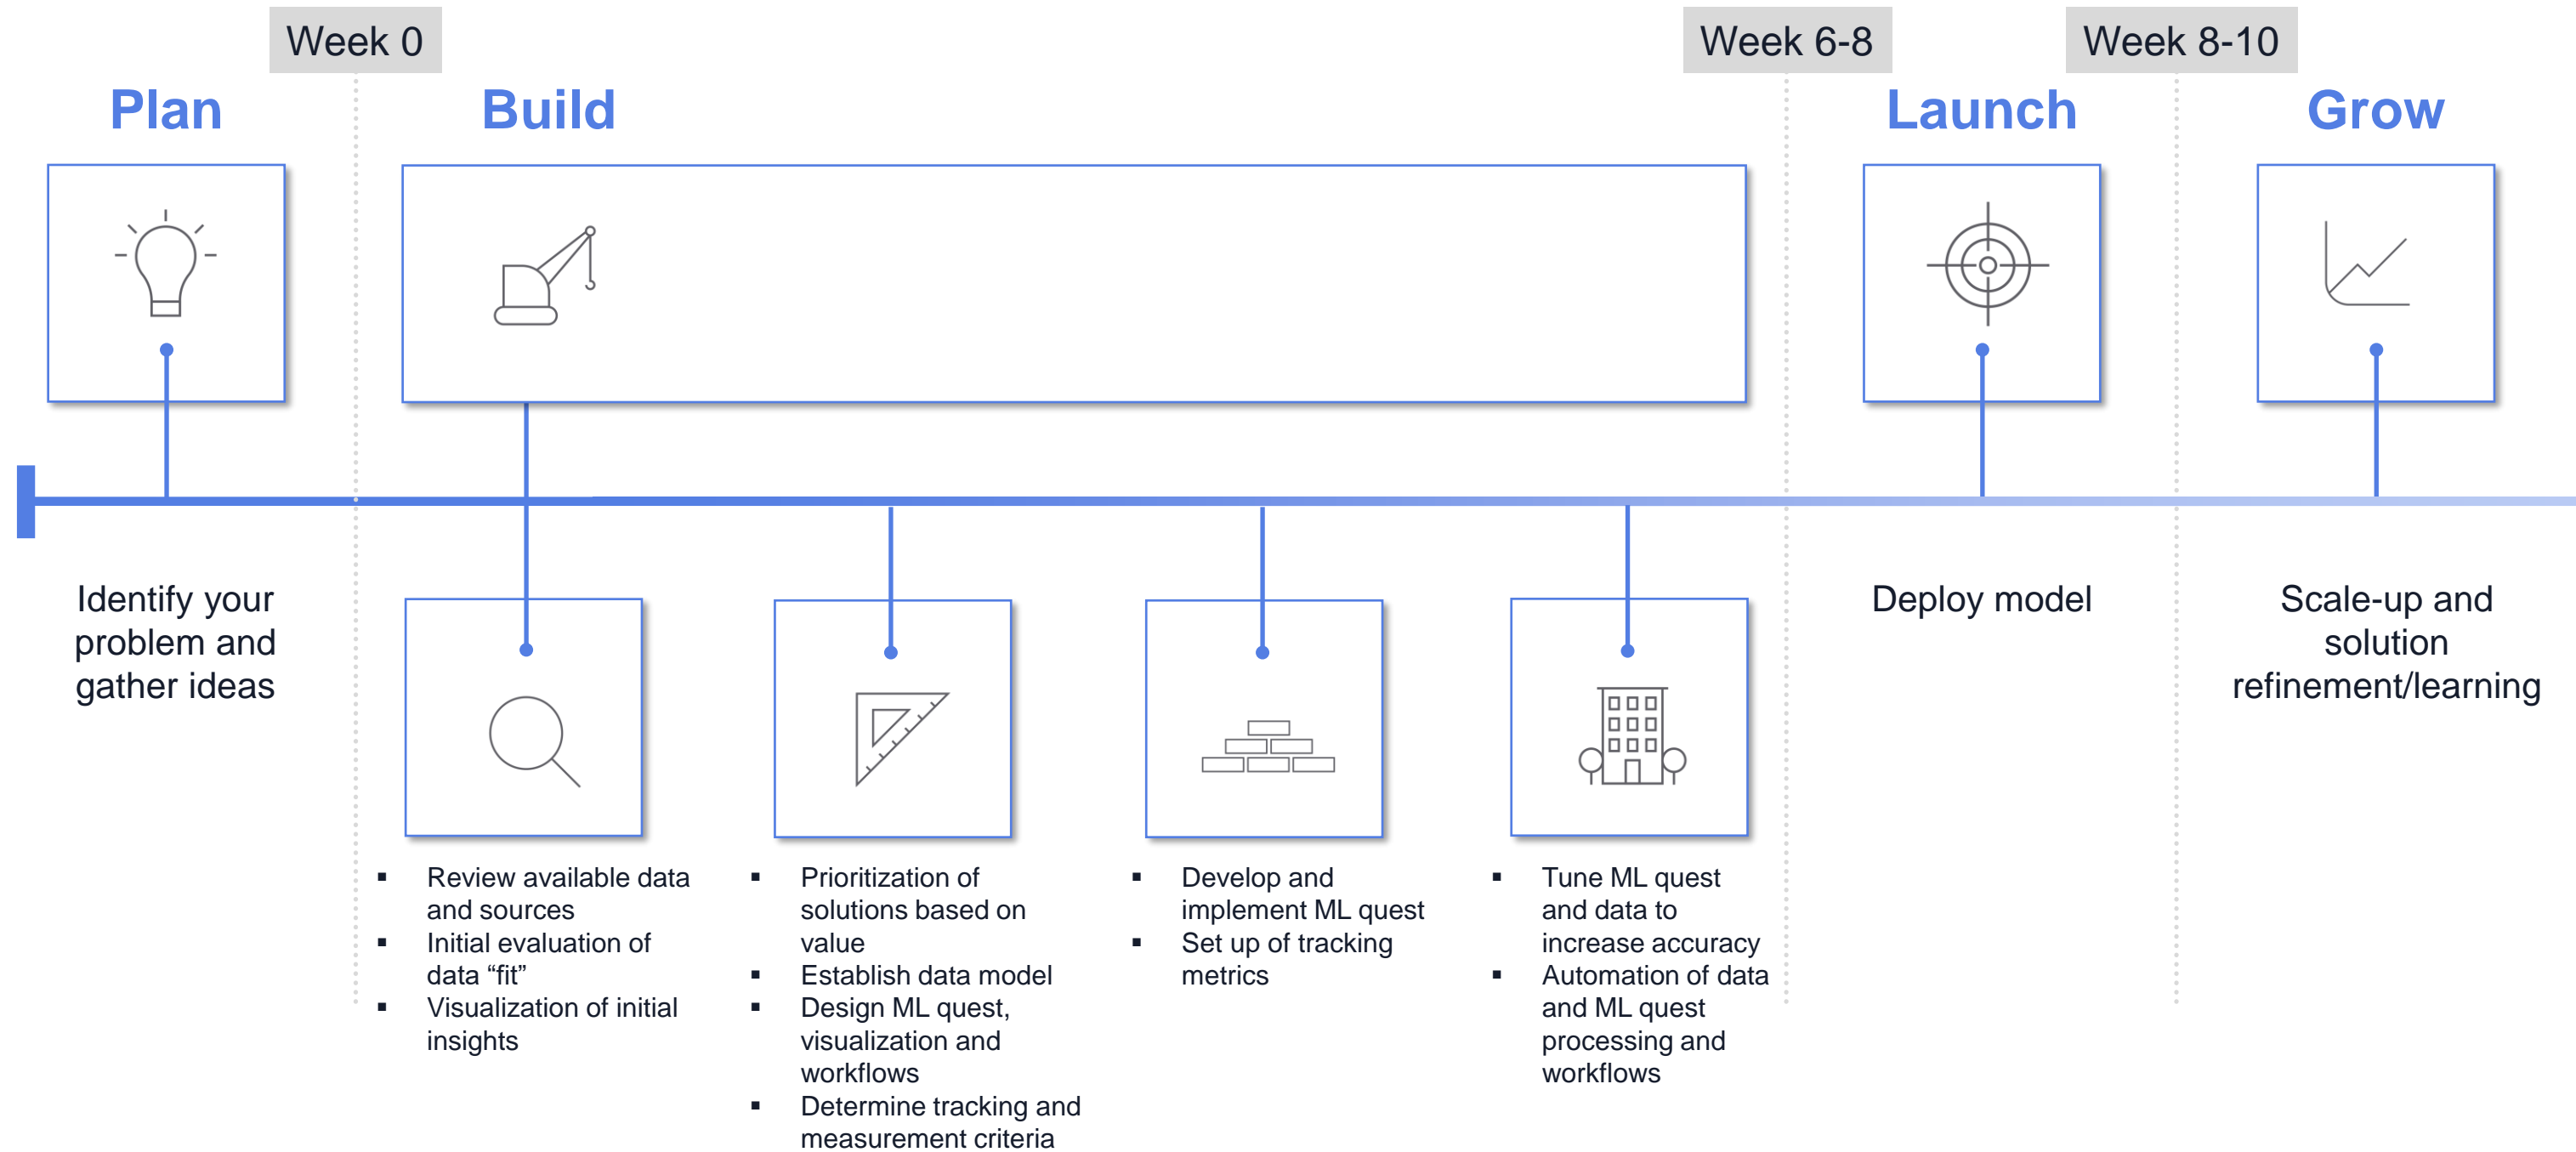 Week 0
Week 6-8
Week 8-10
Plan
Build
Launch
Grow
Identify your
problem and
gather ideas
Deploy model
Scale-up and
solution
refinement/learning
▪ Review available data
and sources
▪ Initial evaluation of
data “fit”
▪ Visualization of initial
insights
▪ Prioritization of
solutions based on
value
▪ Establish data model
▪ Design ML quest,
visualization and
workflows
▪ Determine tracking and
measurement criteria
▪ Develop and
implement ML quest
▪ Set up of tracking
metrics
▪ Tune ML quest
and data to
increase accuracy
▪ Automation of data
and ML quest
processing and
workflows